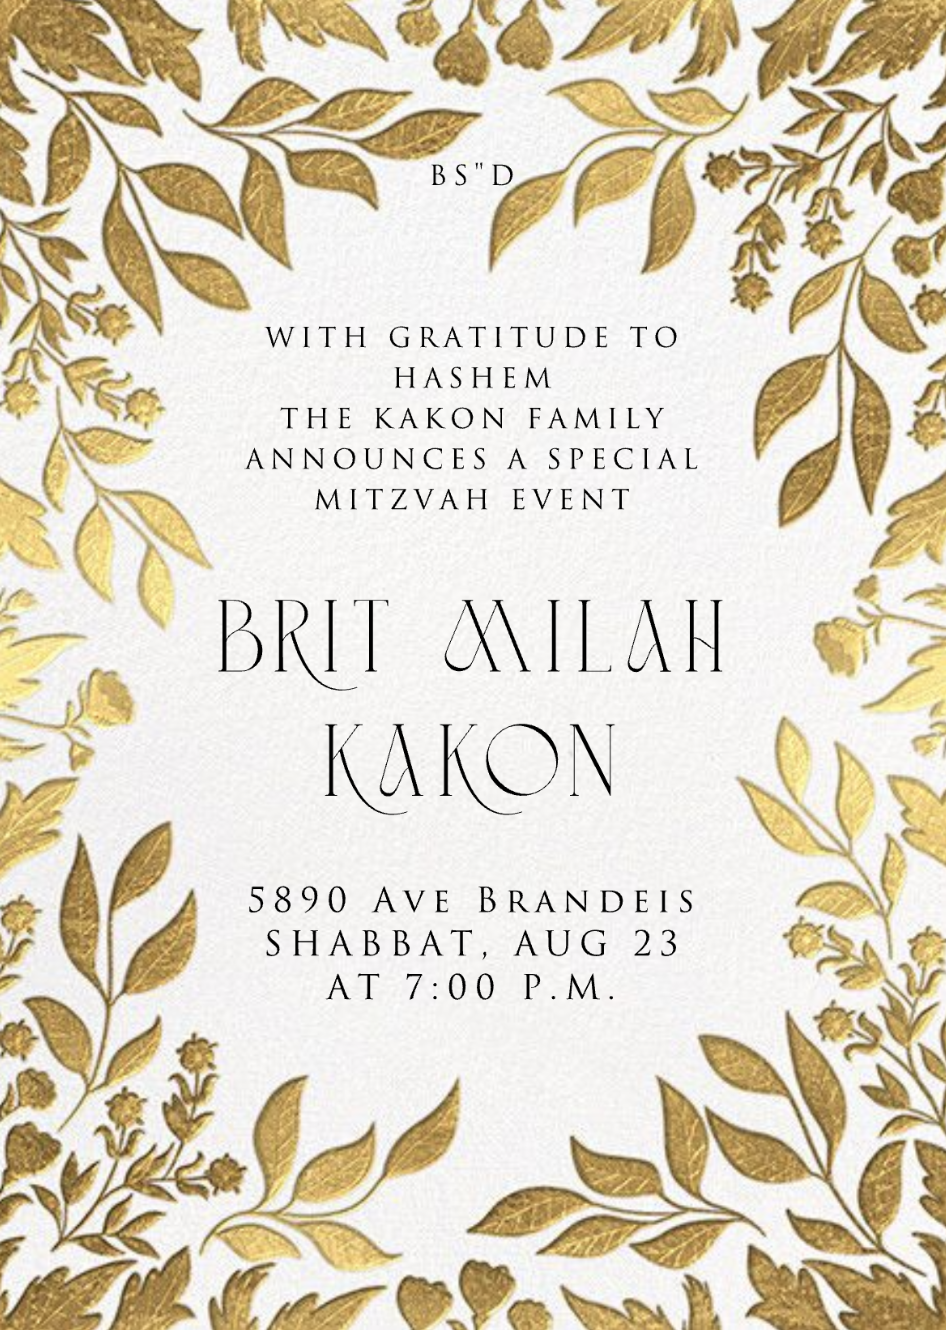 BS"D
WITH GRATITUDE TO
HASHEM
THE KAKON FAMILY
ANNOUNCES A SPECIAL
MITZVAH EVENT
BRIT MILAH
KAKON
5890 AVE BRANDEIS
SHABBAT, AUG 23
AT 7:00 P.M.